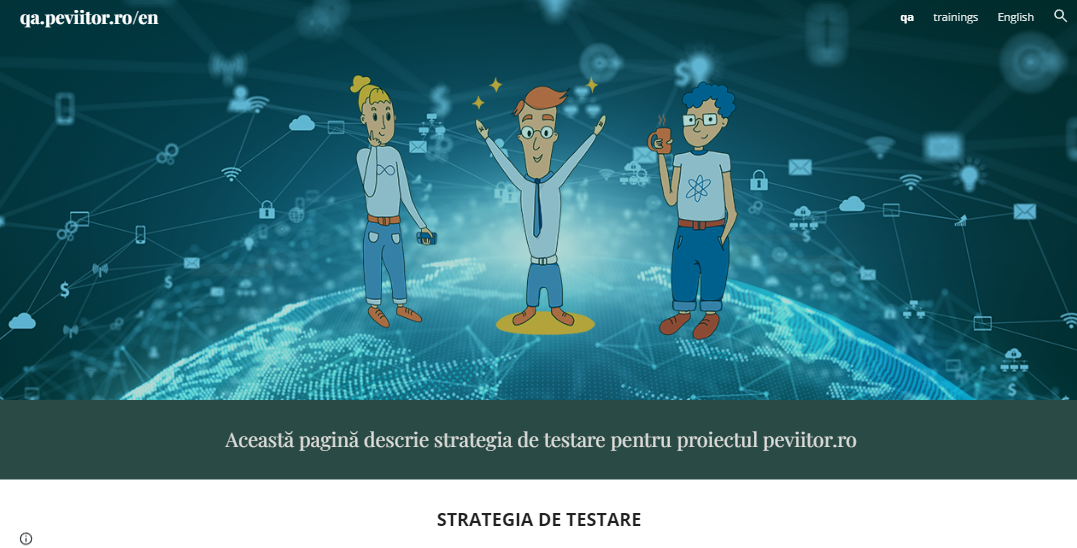 qa.peviitor.ro/en
qa trainings English
Această pagină descrie strategia de testare pentru proiectul peviitor.ro
STRATEGIA DE TESTARE